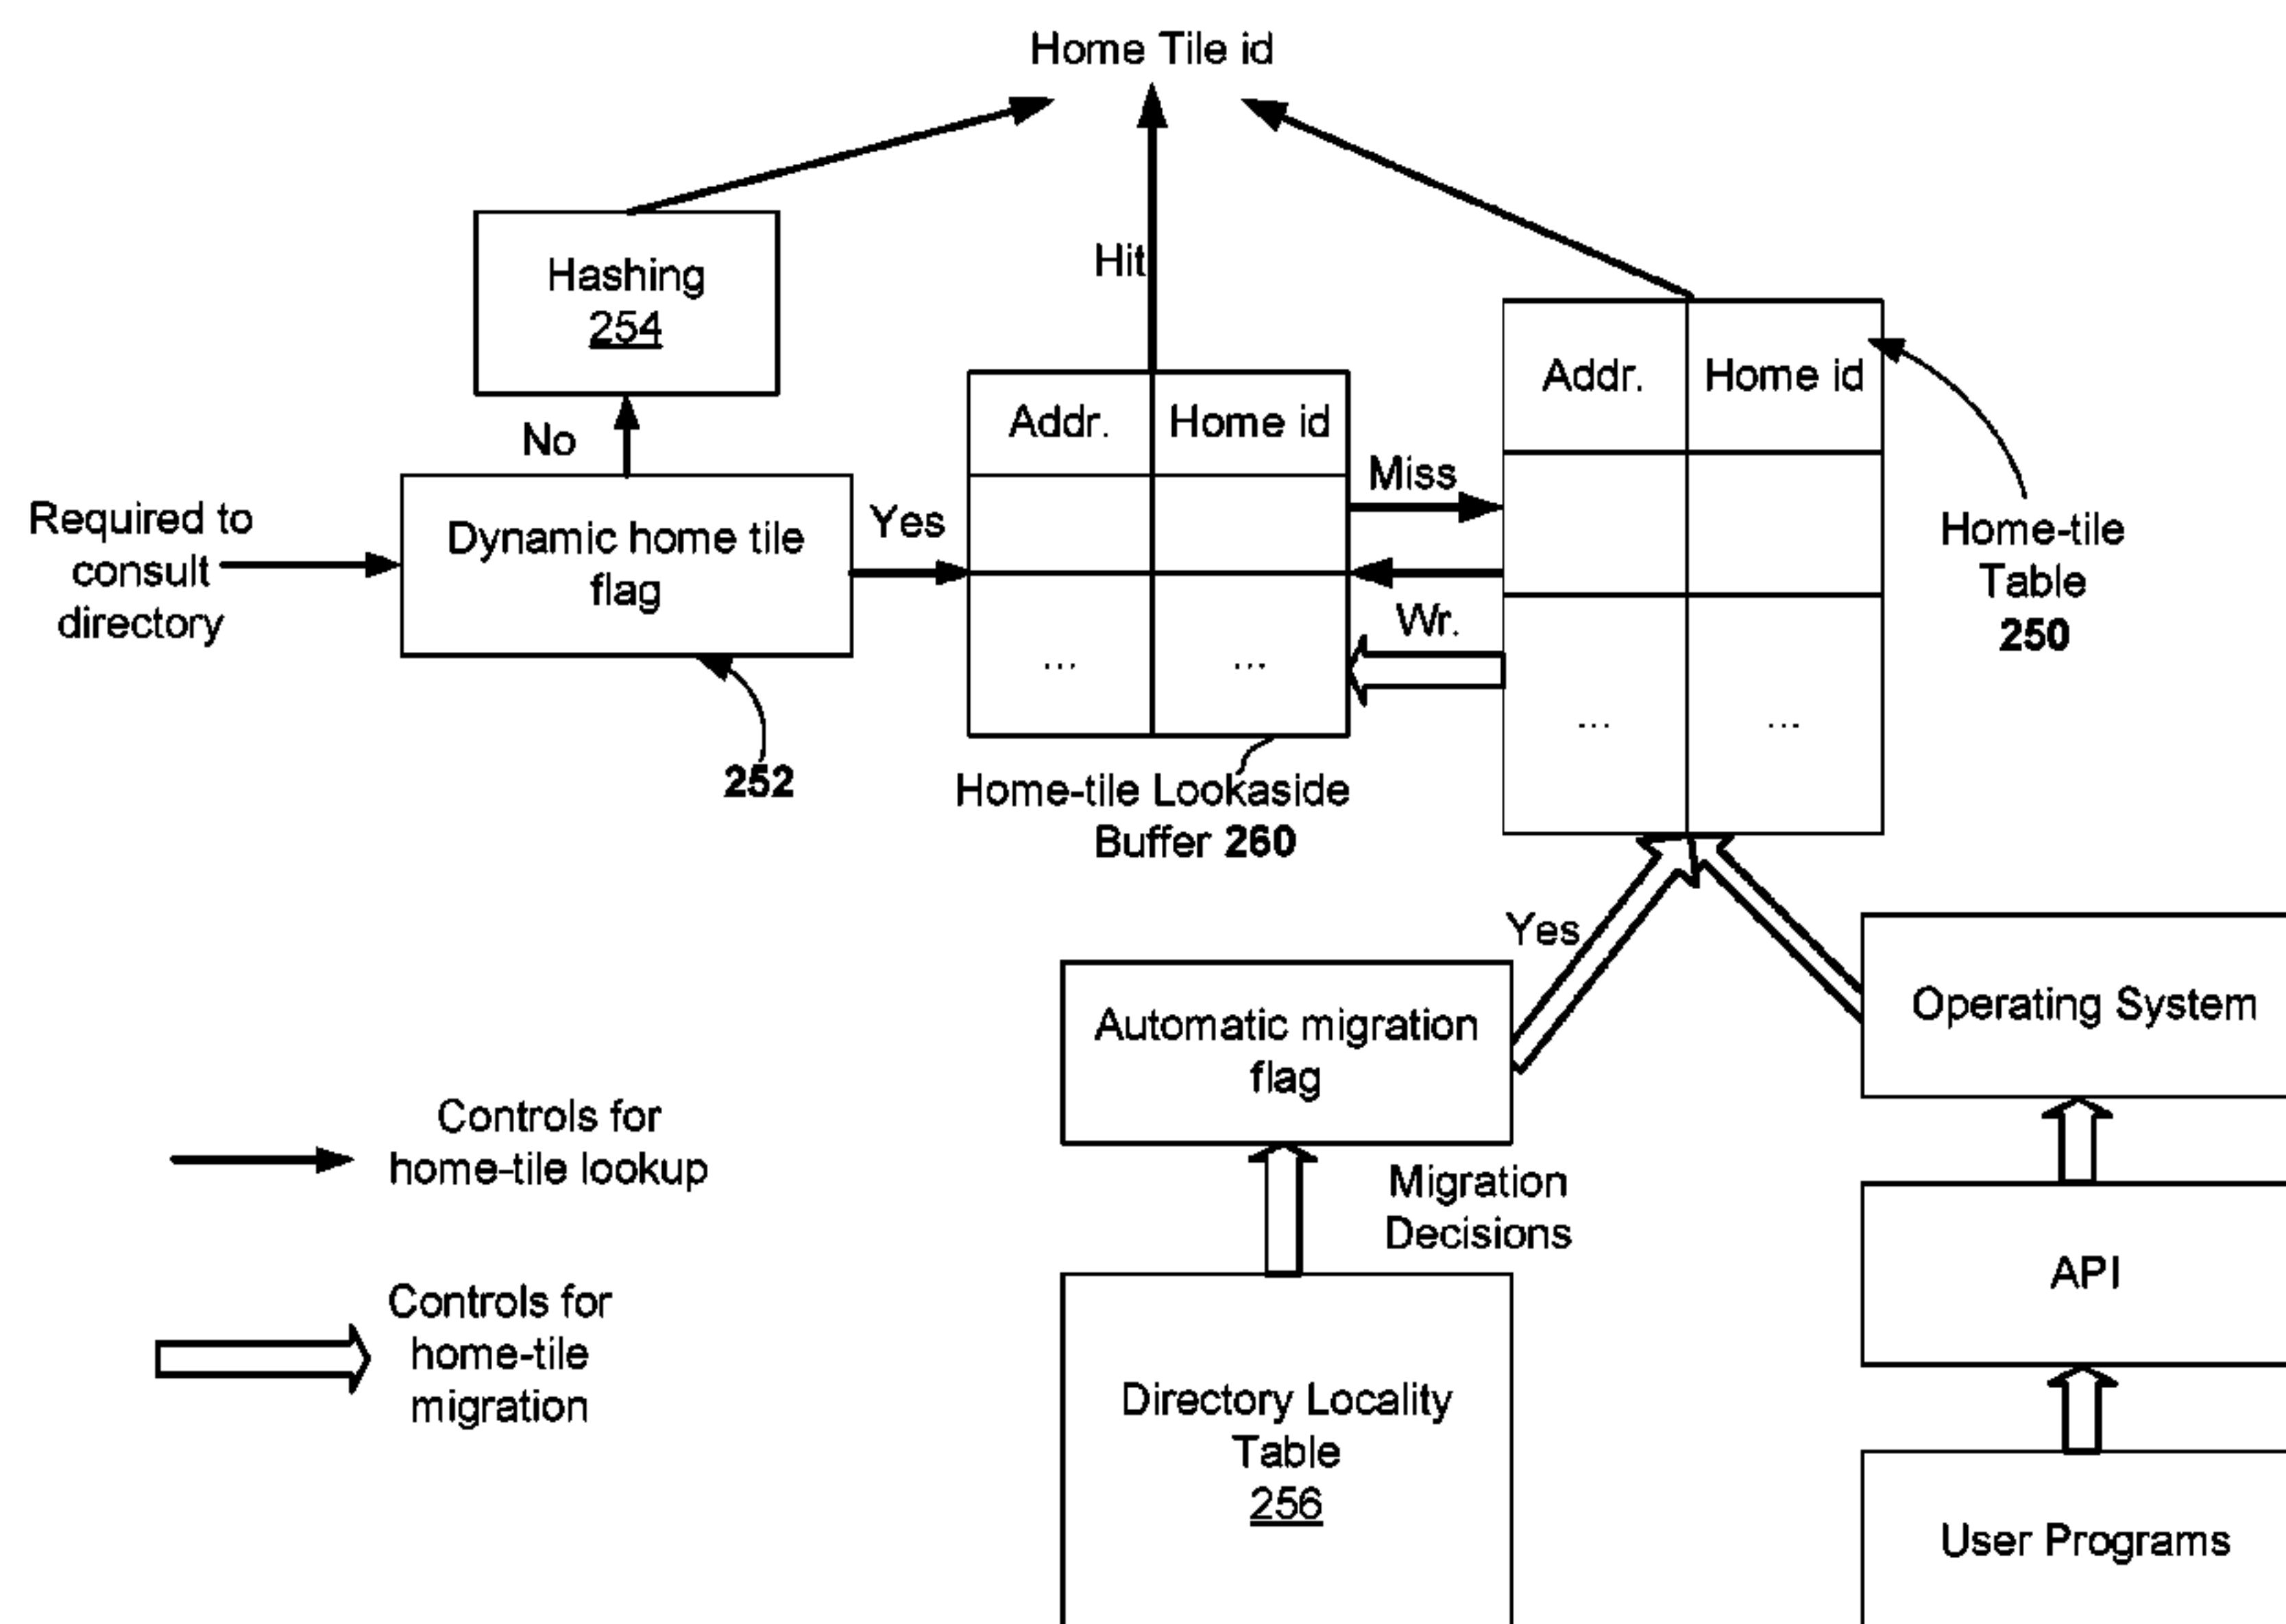 Home Tile id
Hashing
254
Hit
No
Addr.
Home id
Addr.
Home id
Required to
consult
directory
Dynamic home tile
flag
Yes
Miss
Wr.
...
...
...
...
Home-tile
Table
250
252
Home-tile Lookaside
Buffer 260
Yes
Automatic migration
flag
Operating System
Controls for
home-tile lookup
Migration
Decisions
API
Controls for
home-tile
migration
Directory Locality
Table
256
User Programs